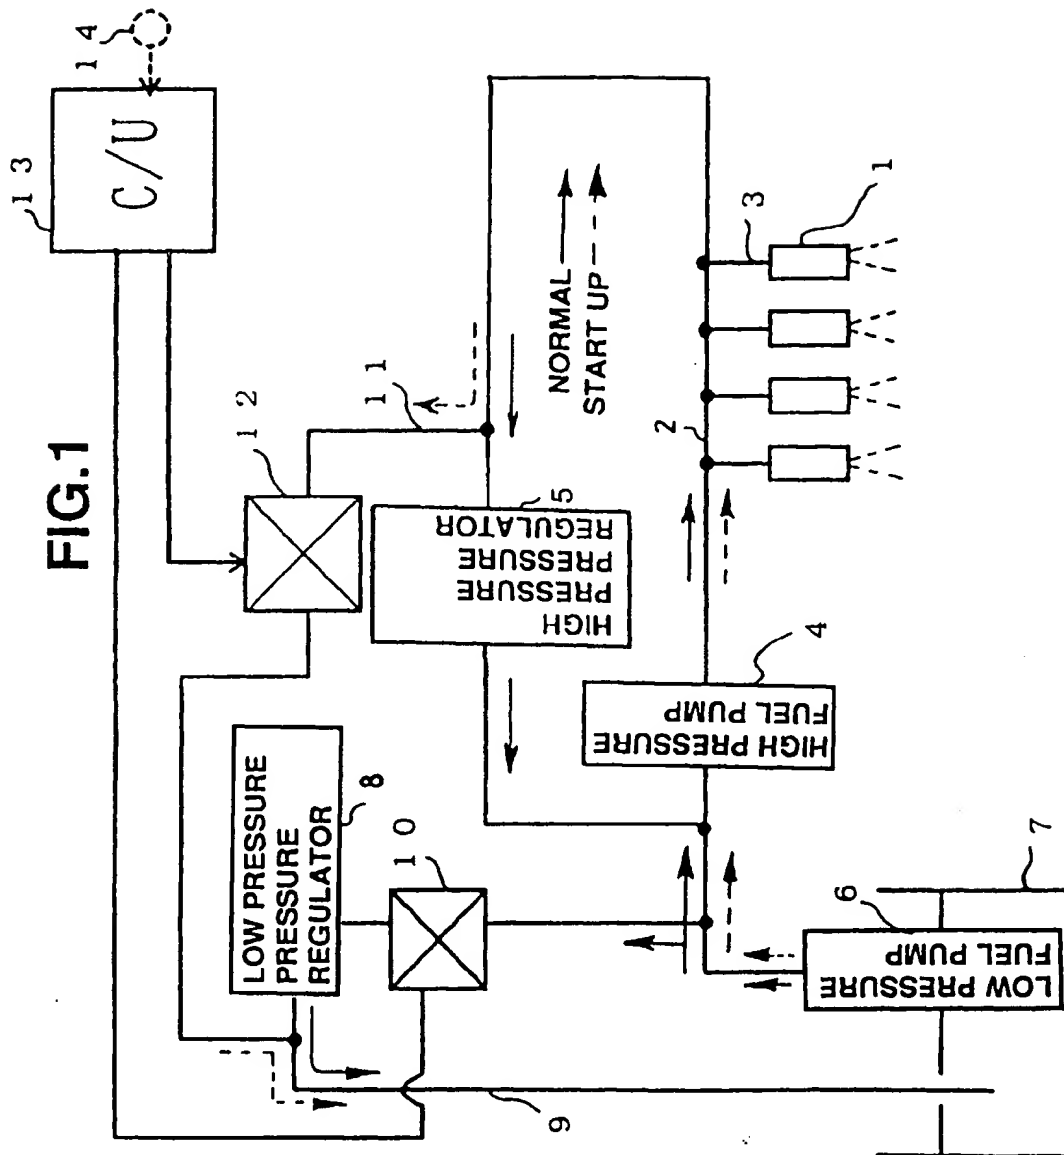 FIG.1
13
C/U
14
12
11
NORMAL
START UP
HIGH
PRESSURE
PRESSURE
REGULATOR
5
LOW PRESSURE
PRESSURE
REGULATOR
8
10
HIGH PRESSURE
FUEL PUMP
4
2
3
1
LOW PRESSURE
FUEL PUMP
6
7
9